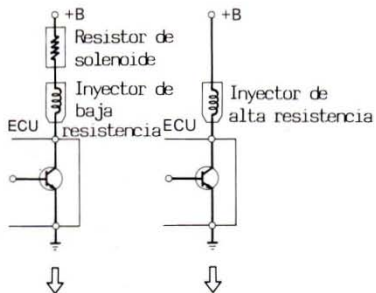 +B
Resistor de
solenoide
Inyector de
baja
resistencia
ECU
+B
Inyector de
alta resistencia
ECU